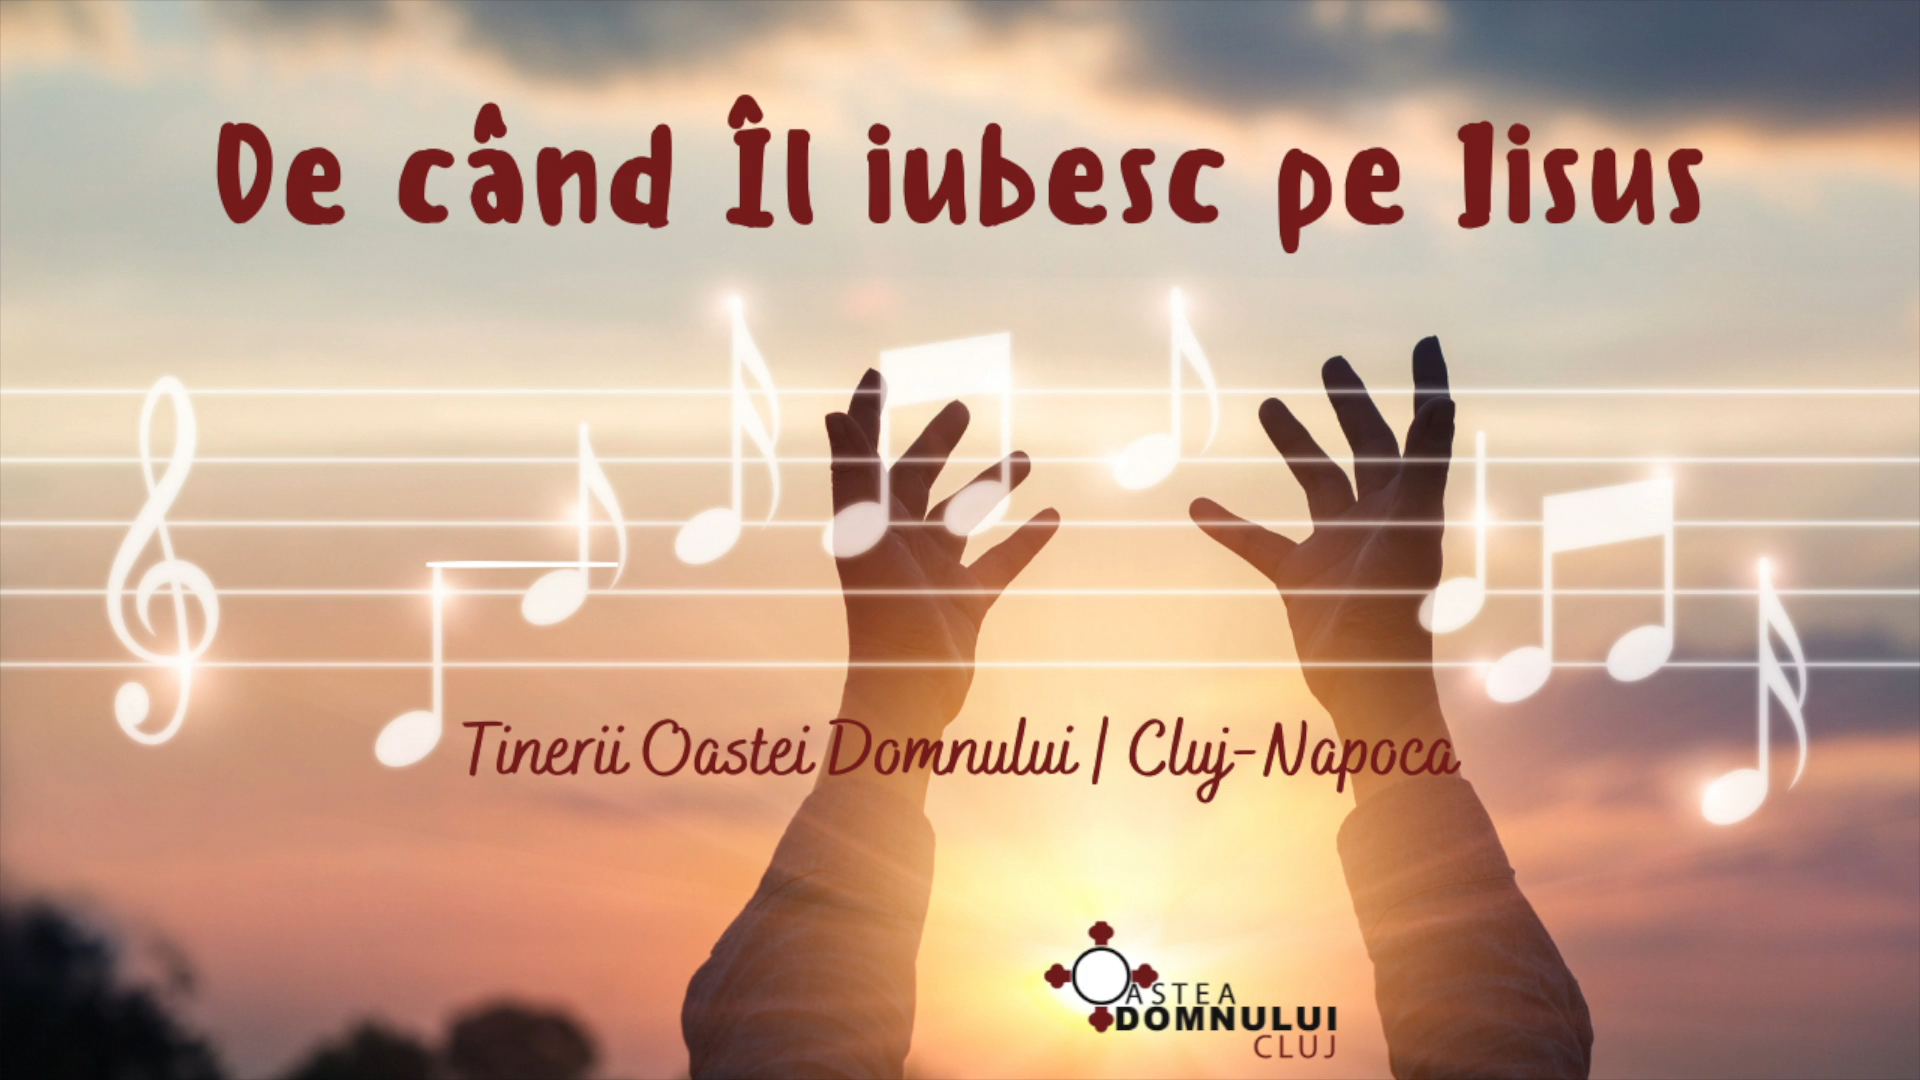 De când Îl iubesc pe Iisus
Tinerii Oastei Domnului | Cluj-Napoca
OASTEA
DOMNULUI
CLUJ